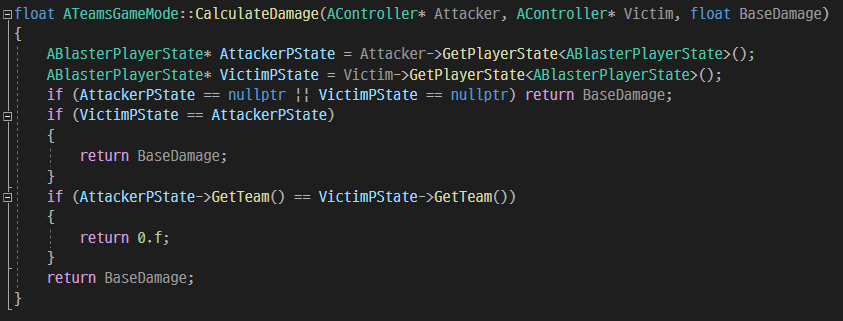 float ATeamsGameMode::CalculateDamage(AController* Attacker, AController* Victim, float BaseDamage)
{
    ABlasterPlayerState* AttackerPState = Attacker->GetPlayerState<ABlasterPlayerState>();
    ABlasterPlayerState* VictimPState = Victim->GetPlayerState<ABlasterPlayerState>();
    if (AttackerPState == nullptr || VictimPState == nullptr) return BaseDamage;
    if (VictimPState == AttackerPState)
    {
        return BaseDamage;
    }
    if (AttackerPState->GetTeam() == VictimPState->GetTeam())
    {
        return 0.f;
    }
    return BaseDamage;
}